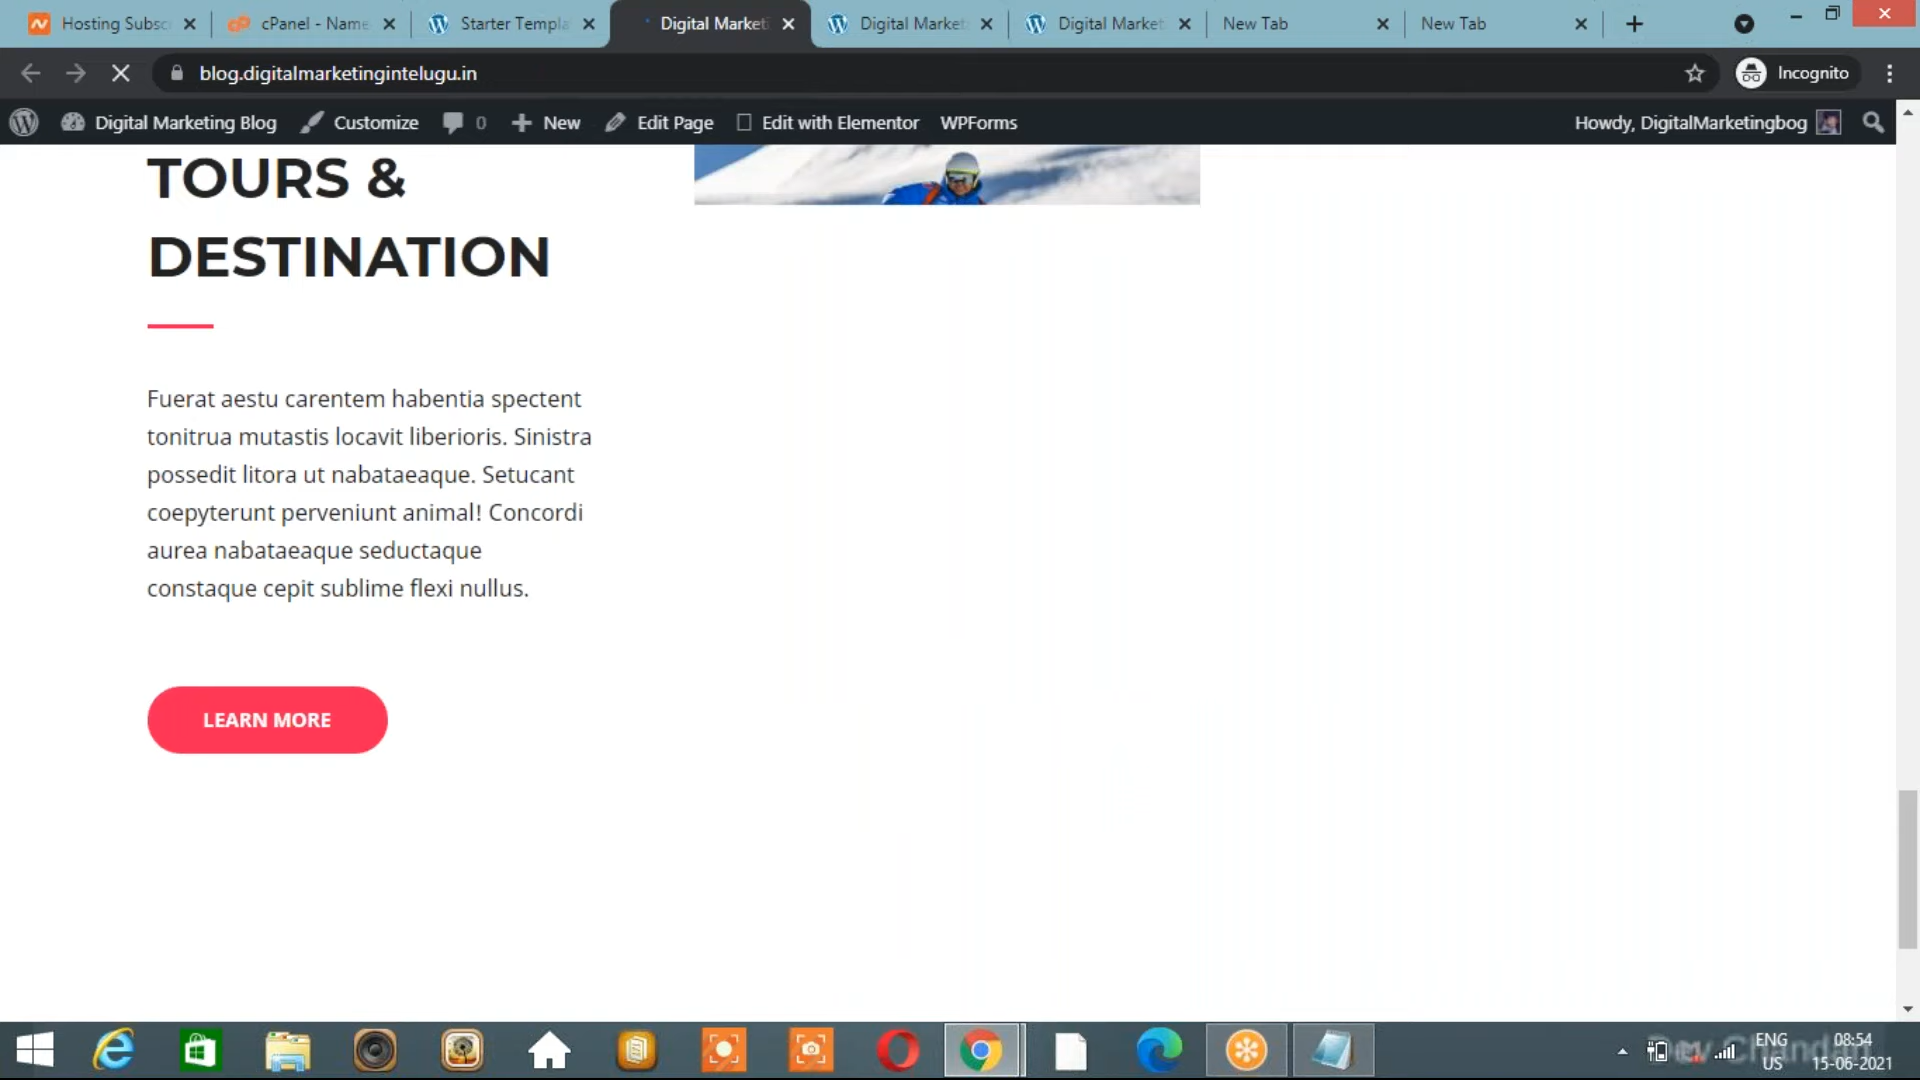 Hosting Subsc
cPanel - Name
Starter Templa
Digital Market
Digital Market
Digital Market
New Tab
New Tab
blog.digitalmarketingintelugu.in
Incognito
Digital Marketing Blog
Customize
0
New
Edit Page
Edit with Elementor
WPForms
Howdy, DigitalMarketingbog
TOURS &
DESTINATION
Fuerat aestu carentem habentia spectent
tonitrua mutastis locavit liberioris. Sinistra
possedit litora ut nabataeaque. Setucant
coepyterunt perveniunt animal! Concordi
aurea nabataeaque seductaque
constaque cepit sublime flexi nullus.
LEARN MORE
ENG
US
08:54
15-06-2021